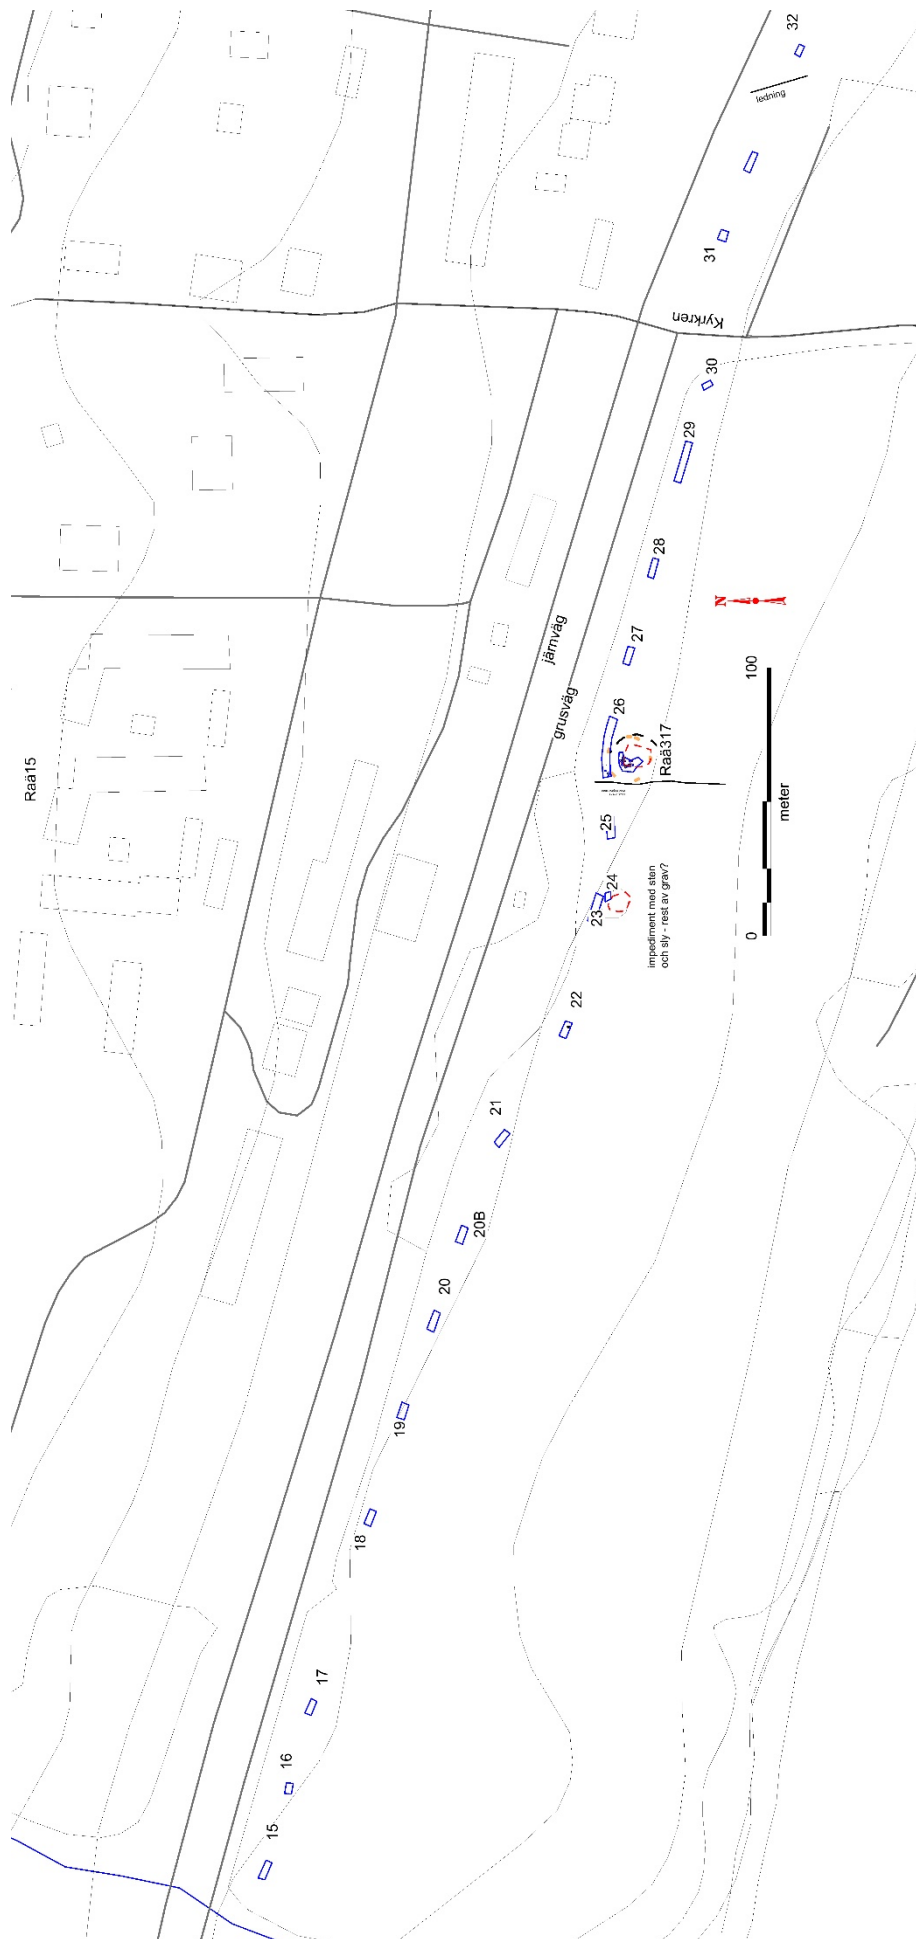 32
ledning
31
Kyrkren
30
29
28
N
27
järnväg
grusväg
100
26
Raä317
Raä15
meter
25
24
23
impediment med sten
och sly - rest av grav?
0
22
21
20B
20
19
18
17
16
15